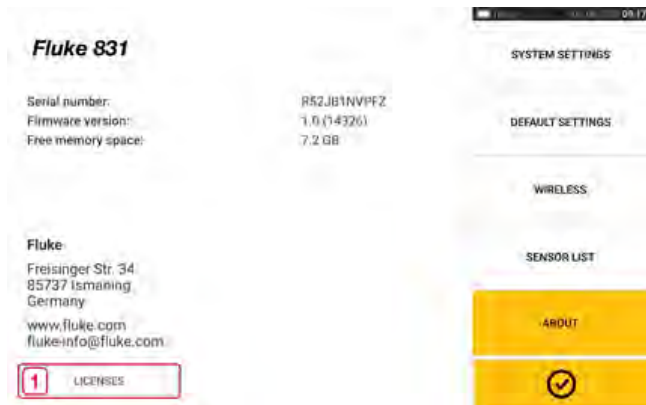 Fluke 831
Serial number:
Firmware version: 1.0 (14326)
Free memory space: 7.2 GB
Fluke
Freisinger Str. 34
85737 Ismaning
Germany
www.fluke.com
fluke-info@fluke.com
1 LICENSES
09:17
SYSTEM SETTINGS
DEFAULT SETTINGS
WIRELESS
SENSOR LIST
ABOUT